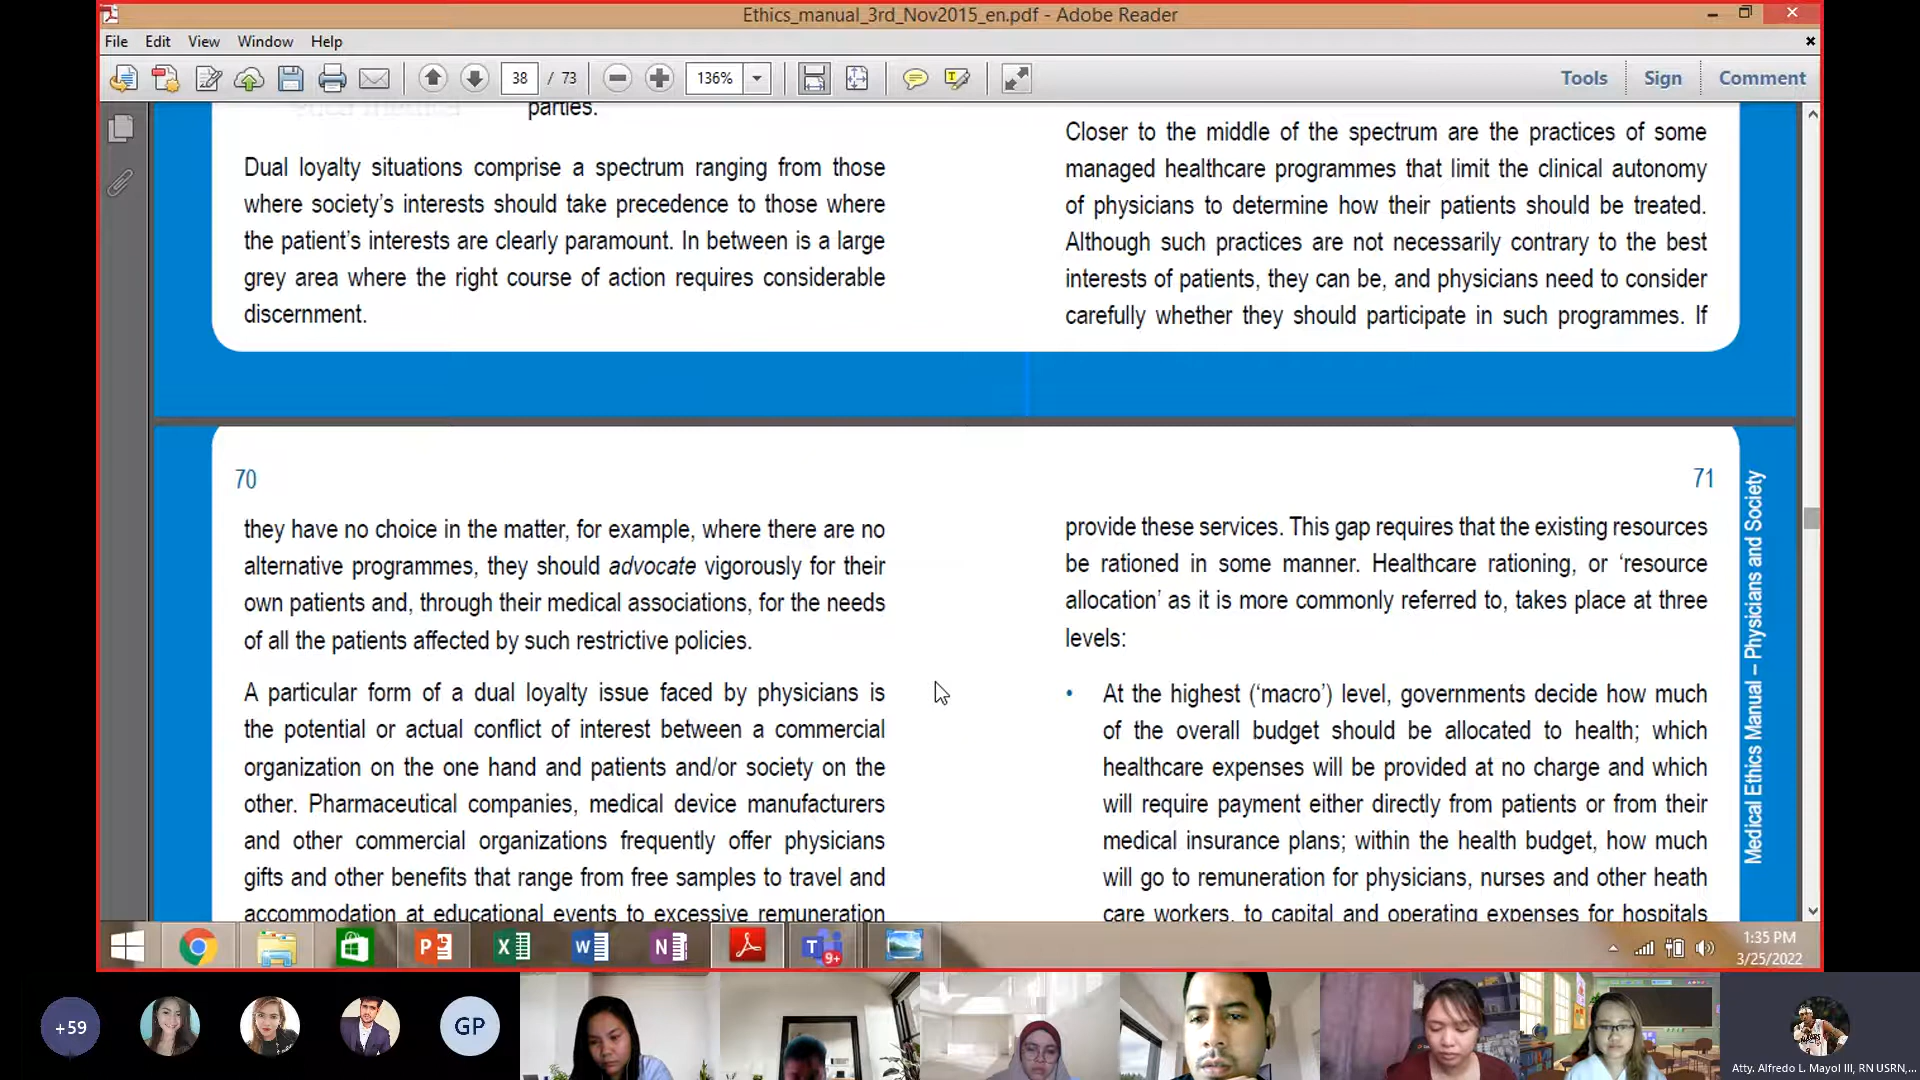 Ethics_manual_3rd_Nov2015_en.pdf - Adobe Reader
File Edit View Window Help
38 / 73 136% Tools Sign Comment
parties.
Dual loyalty situations comprise a spectrum ranging from those
where society's interests should take precedence to those where
the patient's interests are clearly paramount. In between is a large
grey area where the right course of action requires considerable
discernment.
Closer to the middle of the spectrum are the practices of some
managed healthcare programmes that limit the clinical autonomy
of physicians to determine how their patients should be treated.
Although such practices are not necessarily contrary to the best
interests of patients, they can be, and physicians need to consider
carefully whether they should participate in such programmes. If
70
they have no choice in the matter, for example, where there are no
alternative programmes, they should advocate vigorously for their
own patients and, through their medical associations, for the needs
of all the patients affected by such restrictive policies.
A particular form of a dual loyalty issue faced by physicians is
the potential or actual conflict of interest between a commercial
organization on the one hand and patients and/or society on the
other. Pharmaceutical companies, medical device manufacturers
and other commercial organizations frequently offer physicians
gifts and other benefits that range from free samples to travel and
accommodation at educational events to excessive remuneration
71
provide these services. This gap requires that the existing resources
be rationed in some manner. Healthcare rationing, or 'resource
allocation' as it is more commonly referred to, takes place at three
levels:
• At the highest ('macro') level, governments decide how much
of the overall budget should be allocated to health; which
healthcare expenses will be provided at no charge and which
will require payment either directly from patients or from their
medical insurance plans; within the health budget, how much
will go to remuneration for physicians, nurses and other heath
care workers, to capital and operating expenses for hospitals
Medical Ethics Manual – Physicians and Society
9+
1:35 PM
3/25/2022
+59
GP
Atty. Alfredo L. Mayol III, RN USRN,...